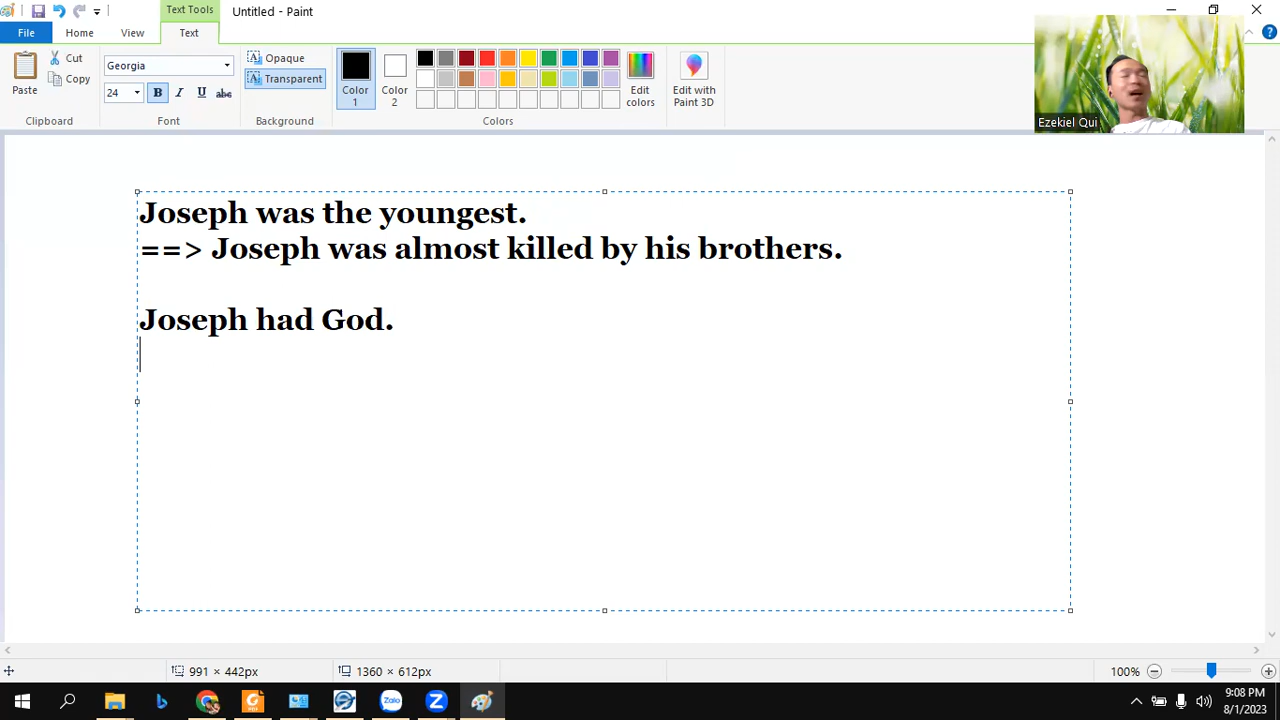 Text Tools
Untitled - Paint
File
Home
View
Text
Paste
Cut
Copy
Clipboard
Georgia
24
B
I
U
abc
Font
Opaque
Transparent
Background
Color
1
Color
2
Edit
colors
Edit with
Paint 3D
Colors
Ezekiel Qui
Joseph was the youngest.
==> Joseph was almost killed by his brothers.
Joseph had God.
991 × 442px
1360 × 612px
100%
Zalo
9:08 PM
8/1/2023